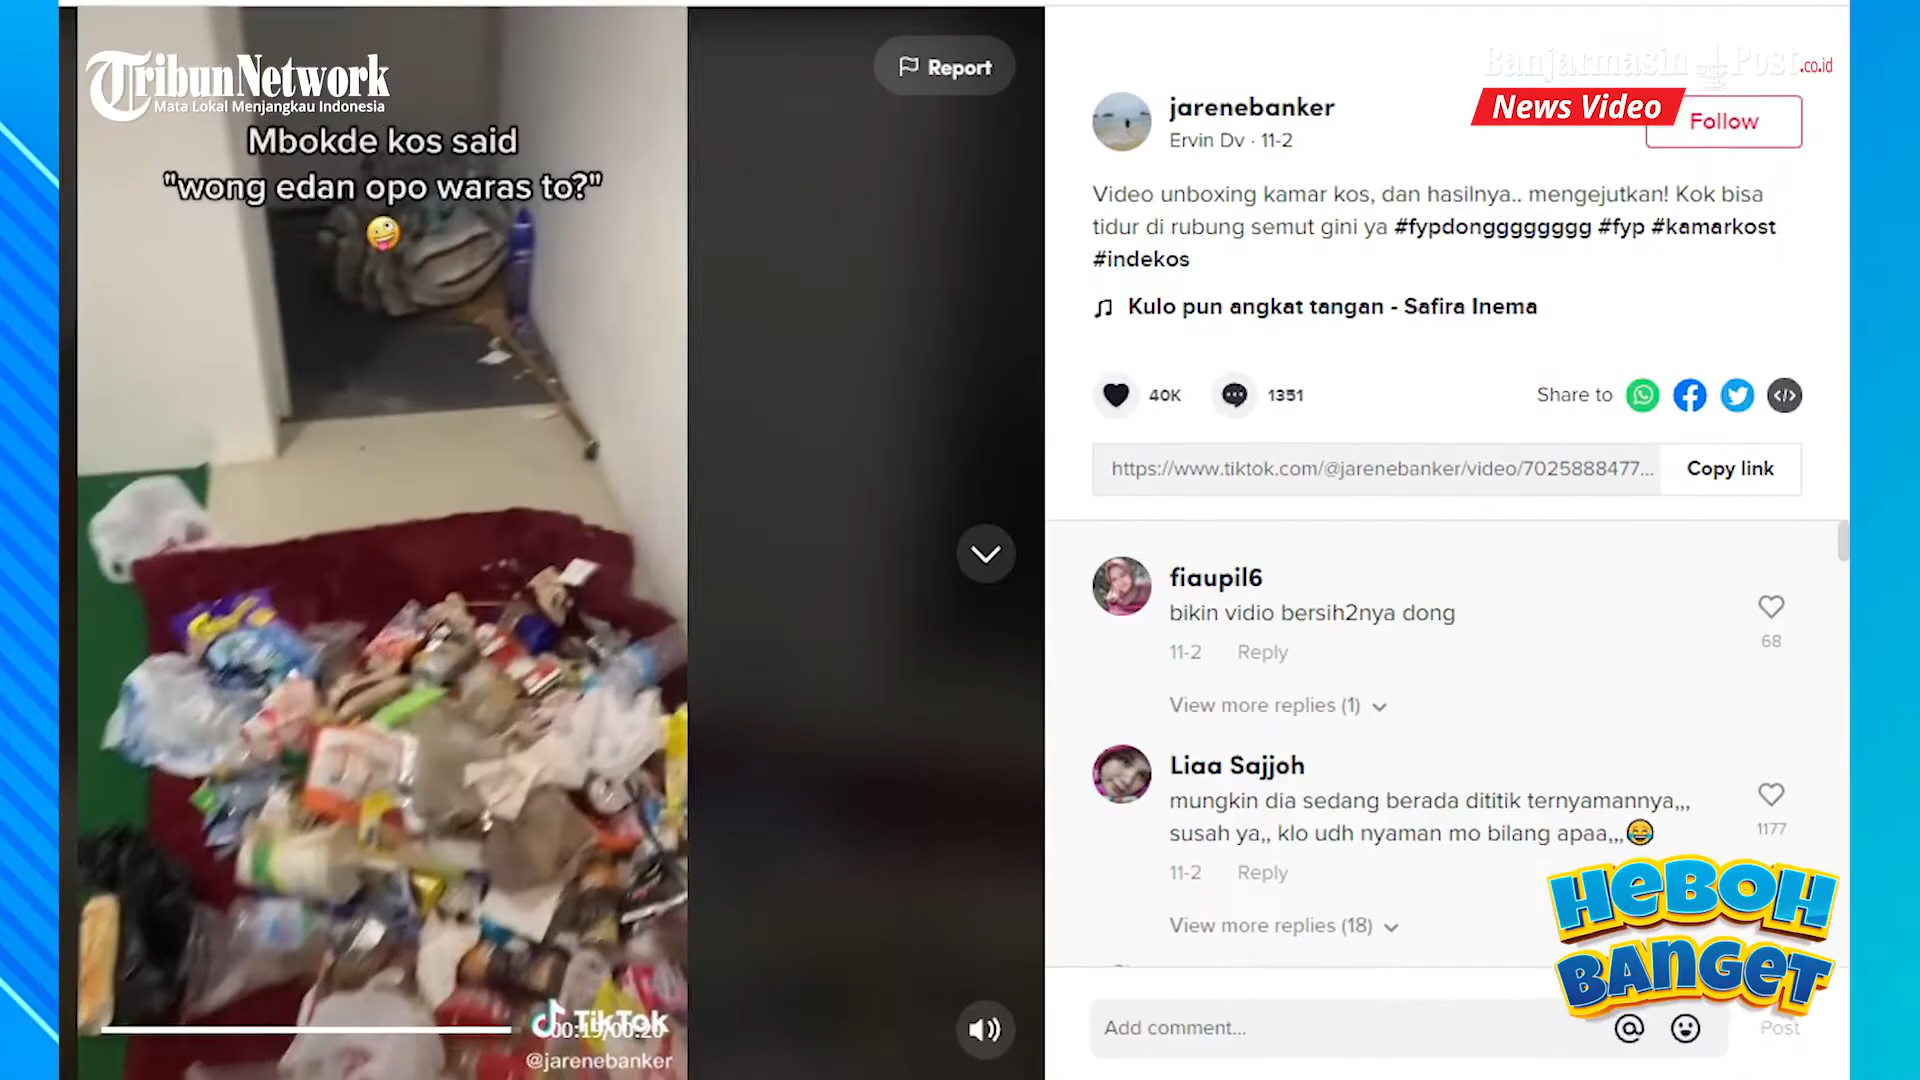 TribunNetwork
Mata Lokal Menjangkau Indonesia
Mbokde kos said
"wong edan opo waras to?"
Report
Banjarmasin Post.co.id
News Video
jarenebanker
Ervin Dv · 11-2
Follow
Video unboxing kamar kos, dan hasilnya.. mengejutkan! Kok bisa
tidur di rubung semut gini ya #fypdongggggggg #fyp #kamarkost
#indekos
Kulo pun angkat tangan - Safira Inema
40K
1351
Share to
https://www.tiktok.com/@jarenebanker/video/7025888477...
Copy link
fiaupil6
bikin vidio bersih2nya dong
68
11-2 Reply
View more replies (1)
Liaa Sajjoh
mungkin dia sedang berada dititik ternyamannya,,,
susah ya,, klo udh nyaman mo bilang apaa,,,😂
1177
11-2 Reply
View more replies (18)
HEBOH
BANGET
Add comment...
Post
TikTok
00:19/00:20
@jarenebanker